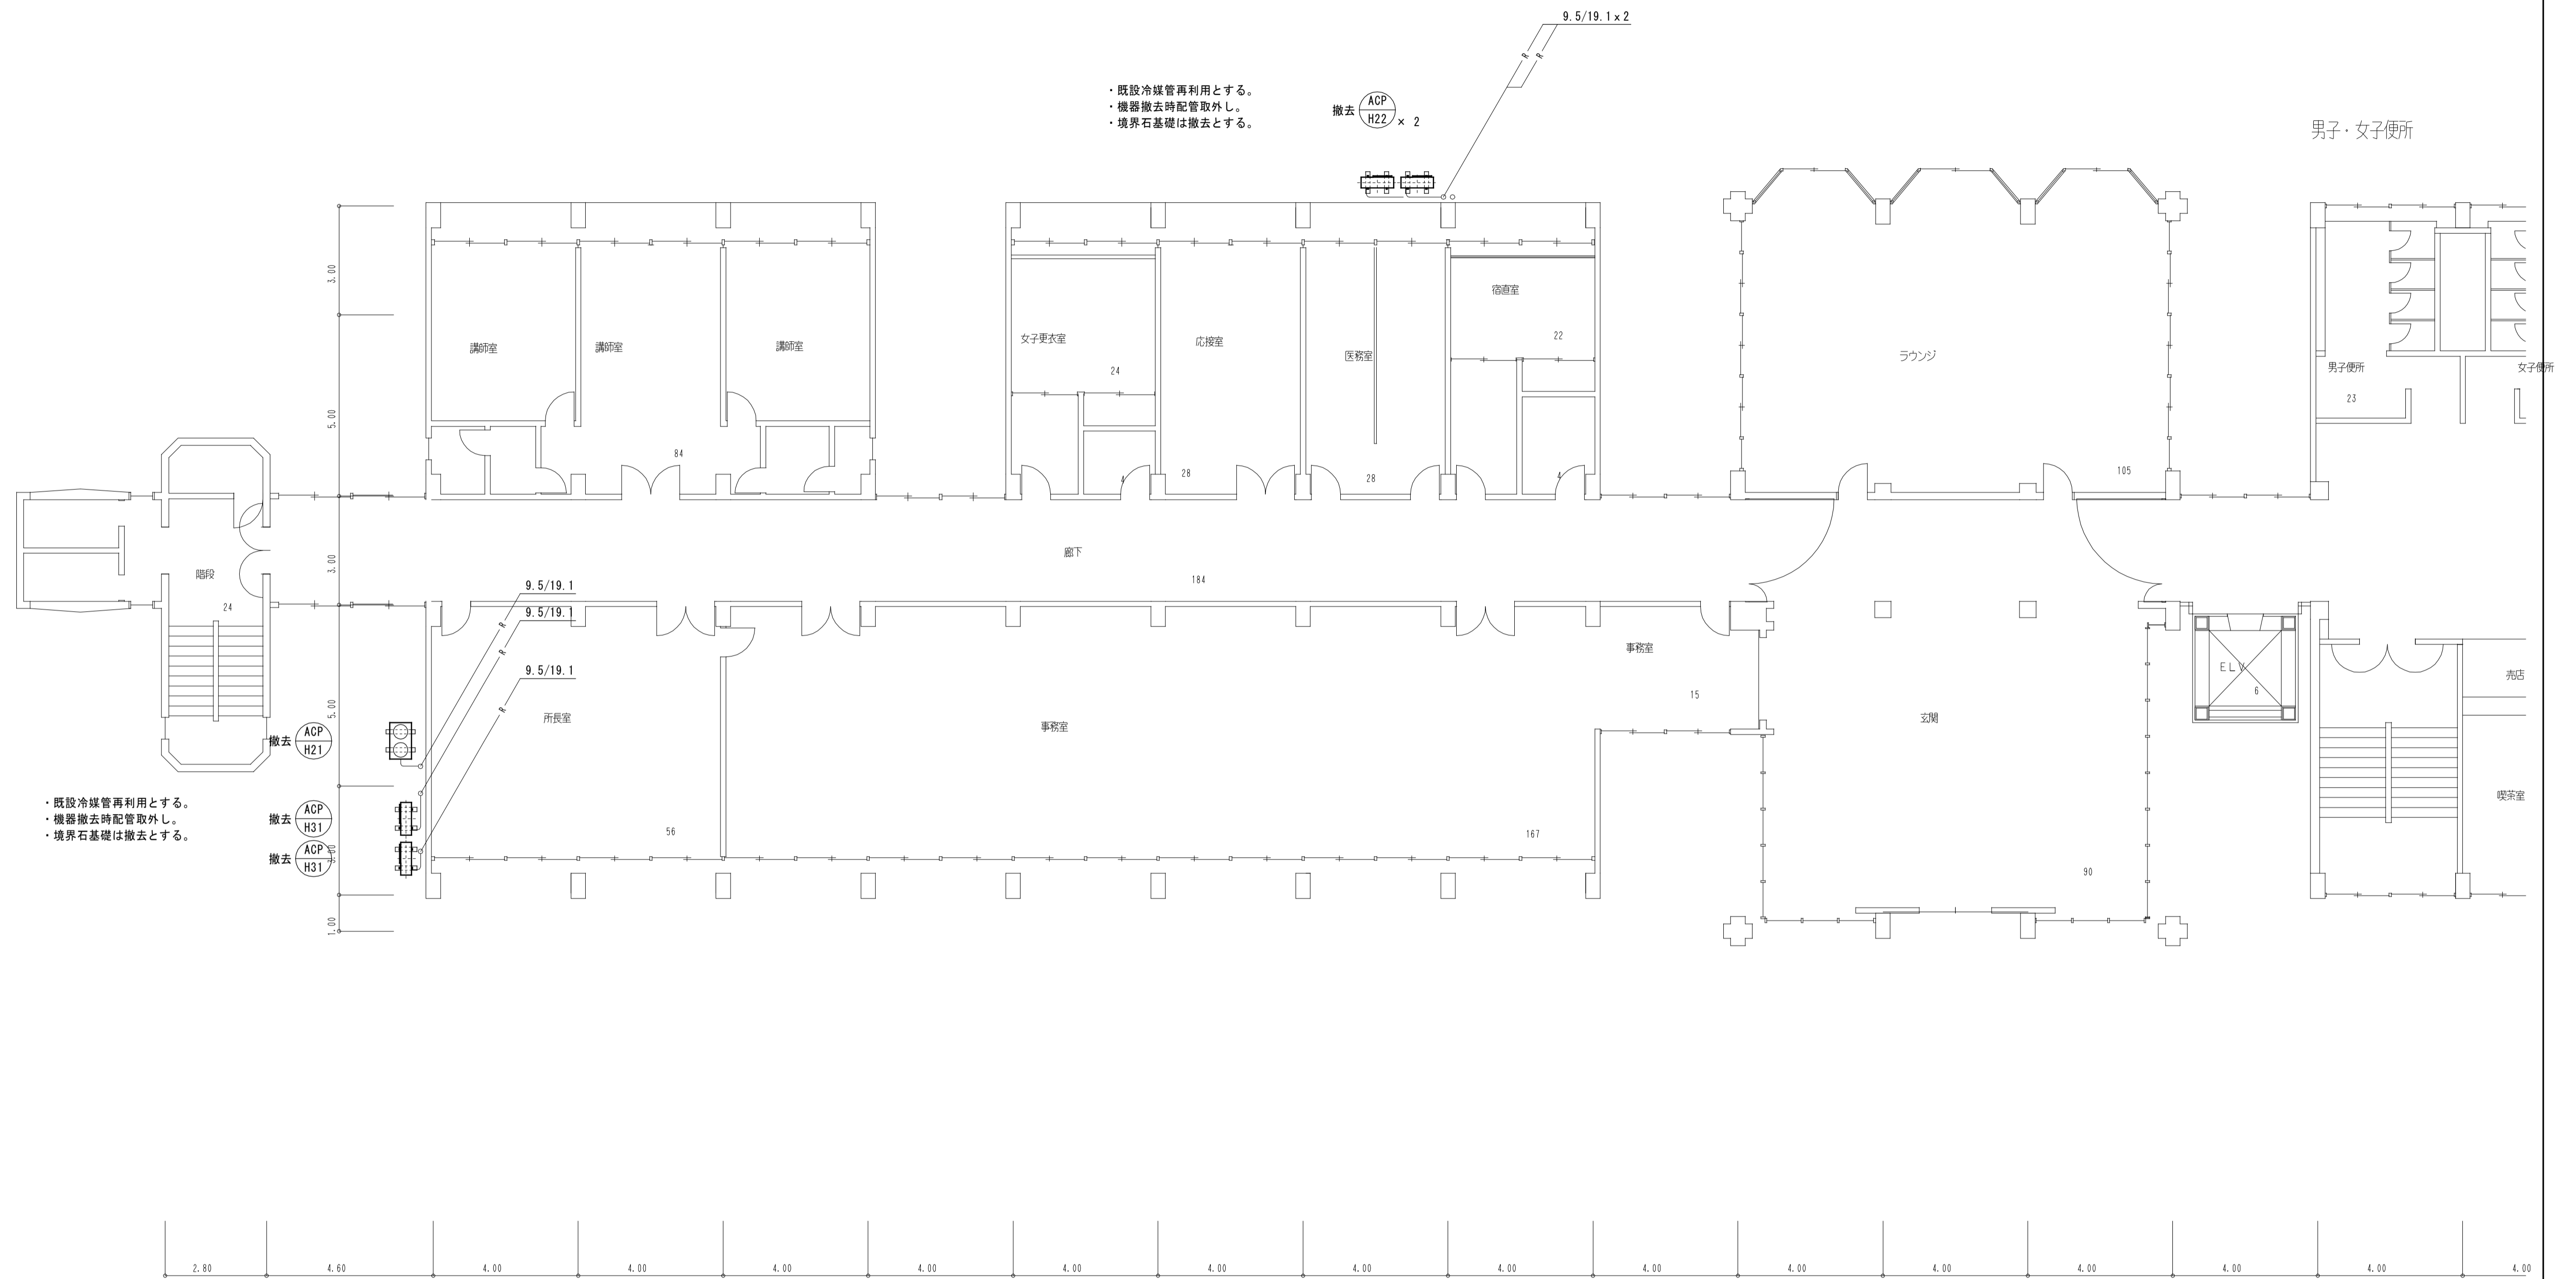 9.5/19.1 x 2
・既設冷媒管再利用とする。
・機器撤去時配管取外し。
・境界石基礎は撤去とする。
撤去 ACP H22 × 2
R R
男子・女子便所
3.00
宿直室
22
女子更衣室
応接室
講師室
講師室
講師室
医務室
ラウンジ
男子便所
女子便所
24
23
5.00
84
4
28
28
4
105
廊下
184
3.00
階段
24
9.5/19.1
R
9.5/19.1
R
9.5/19.1
R
事務室
15
ELV
6
売店
所長室
事務室
玄関
5.00
撤去 ACP H21
喫茶室
・既設冷媒管再利用とする。
・機器撤去時配管取外し。
・境界石基礎は撤去とする。
撤去 ACP H31
撤去 ACP H31
3.00
56
167
90
1.00
2.80 4.60 4.00 4.00 4.00 4.00 4.00 4.00 4.00 4.00 4.00 4.00 4.00 4.00 4.00 4.00 4.00